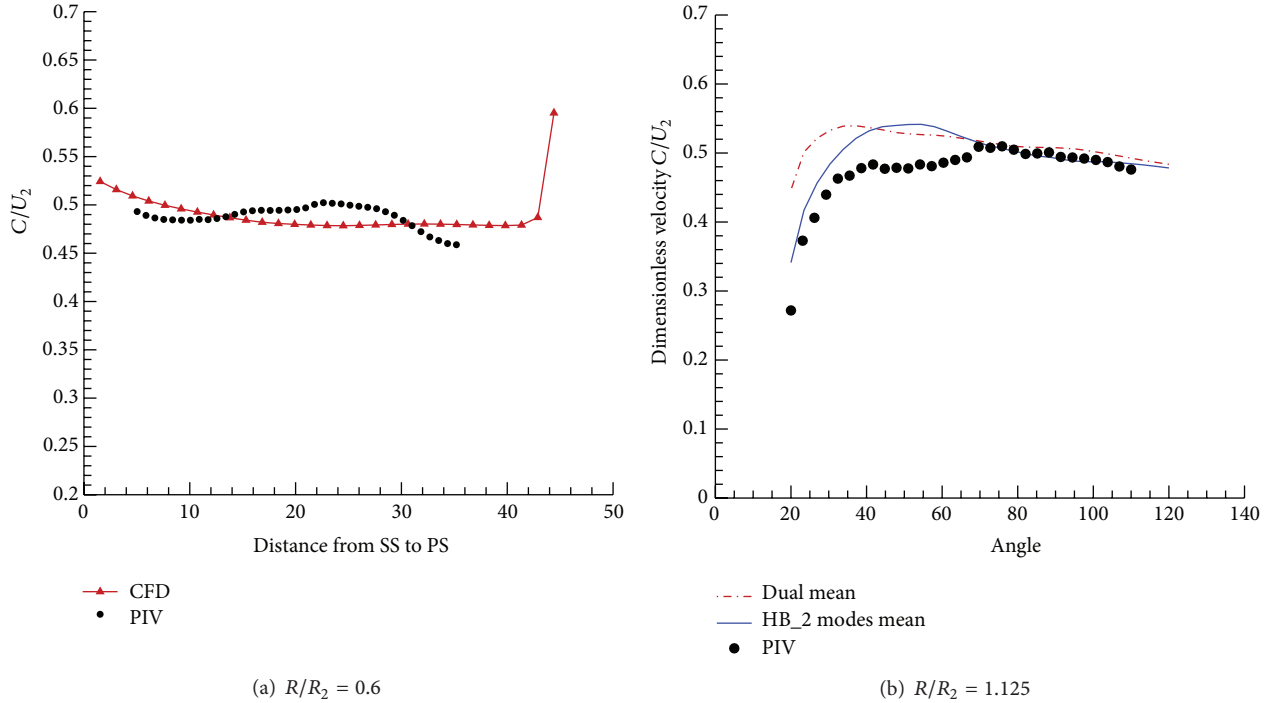 0.7
0.65
0.6
0.55
0.5
0.45
0.4
0.35
0.3
0.25
0.2
C/U2
0 10 20 30 40 50
Distance from SS to PS
CFD
PIV
(a) R/R2 = 0.6
0.7
0.6
0.5
0.4
0.3
0.2
0.1
0
Dimensionless velocity C/U2
0 20 40 60 80 100 120 140
Angle
Dual mean
HB_2 modes mean
PIV
(b) R/R2 = 1.125